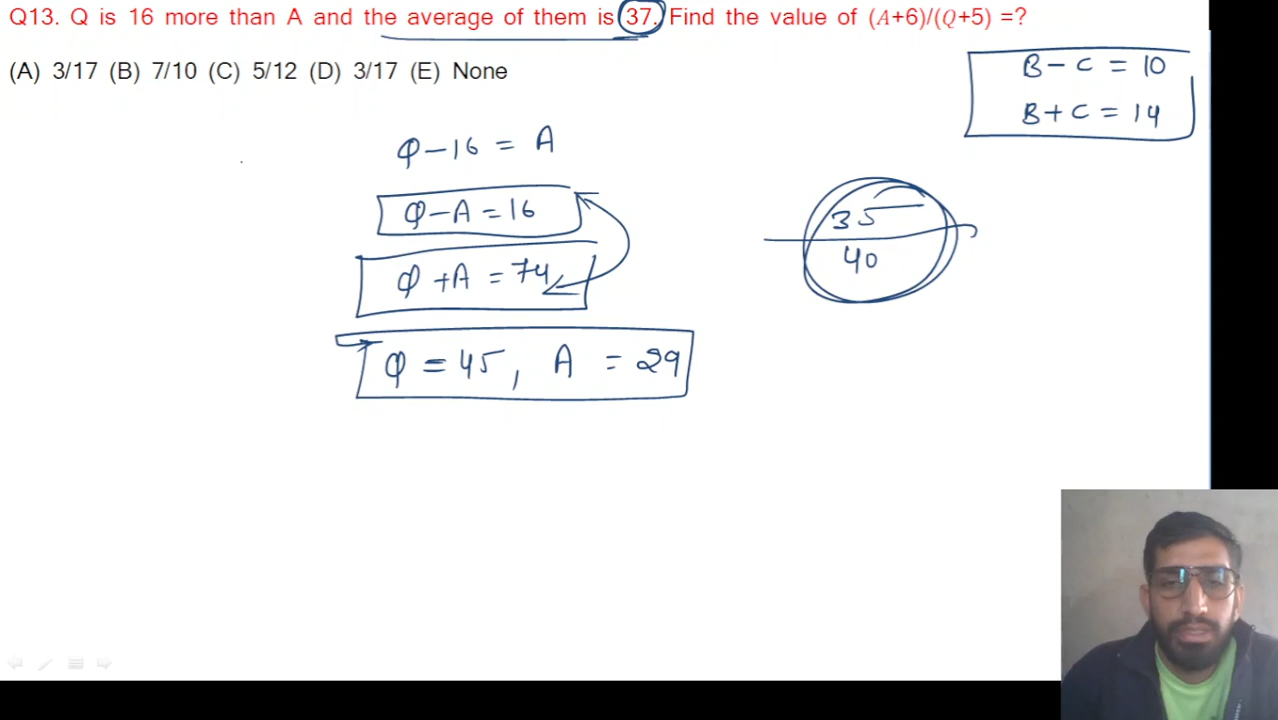 Q13. Q is 16 more than A and the average of them is 37. Find the value of (A+6)/(Q+5) =?
(A) 3/17 (B) 7/10 (C) 5/12 (D) 3/17 (E) None
B - C = 10
B + C = 14
Q - 16 = A
Q - A = 16
Q + A = 74
Q = 45, A = 29
35
40